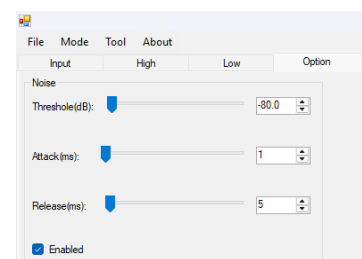 File Mode Tool About
Input High Low Option
Noise
Threshole(dB): -80.0
Attack(ms): 1
Release(ms): 5
Enabled